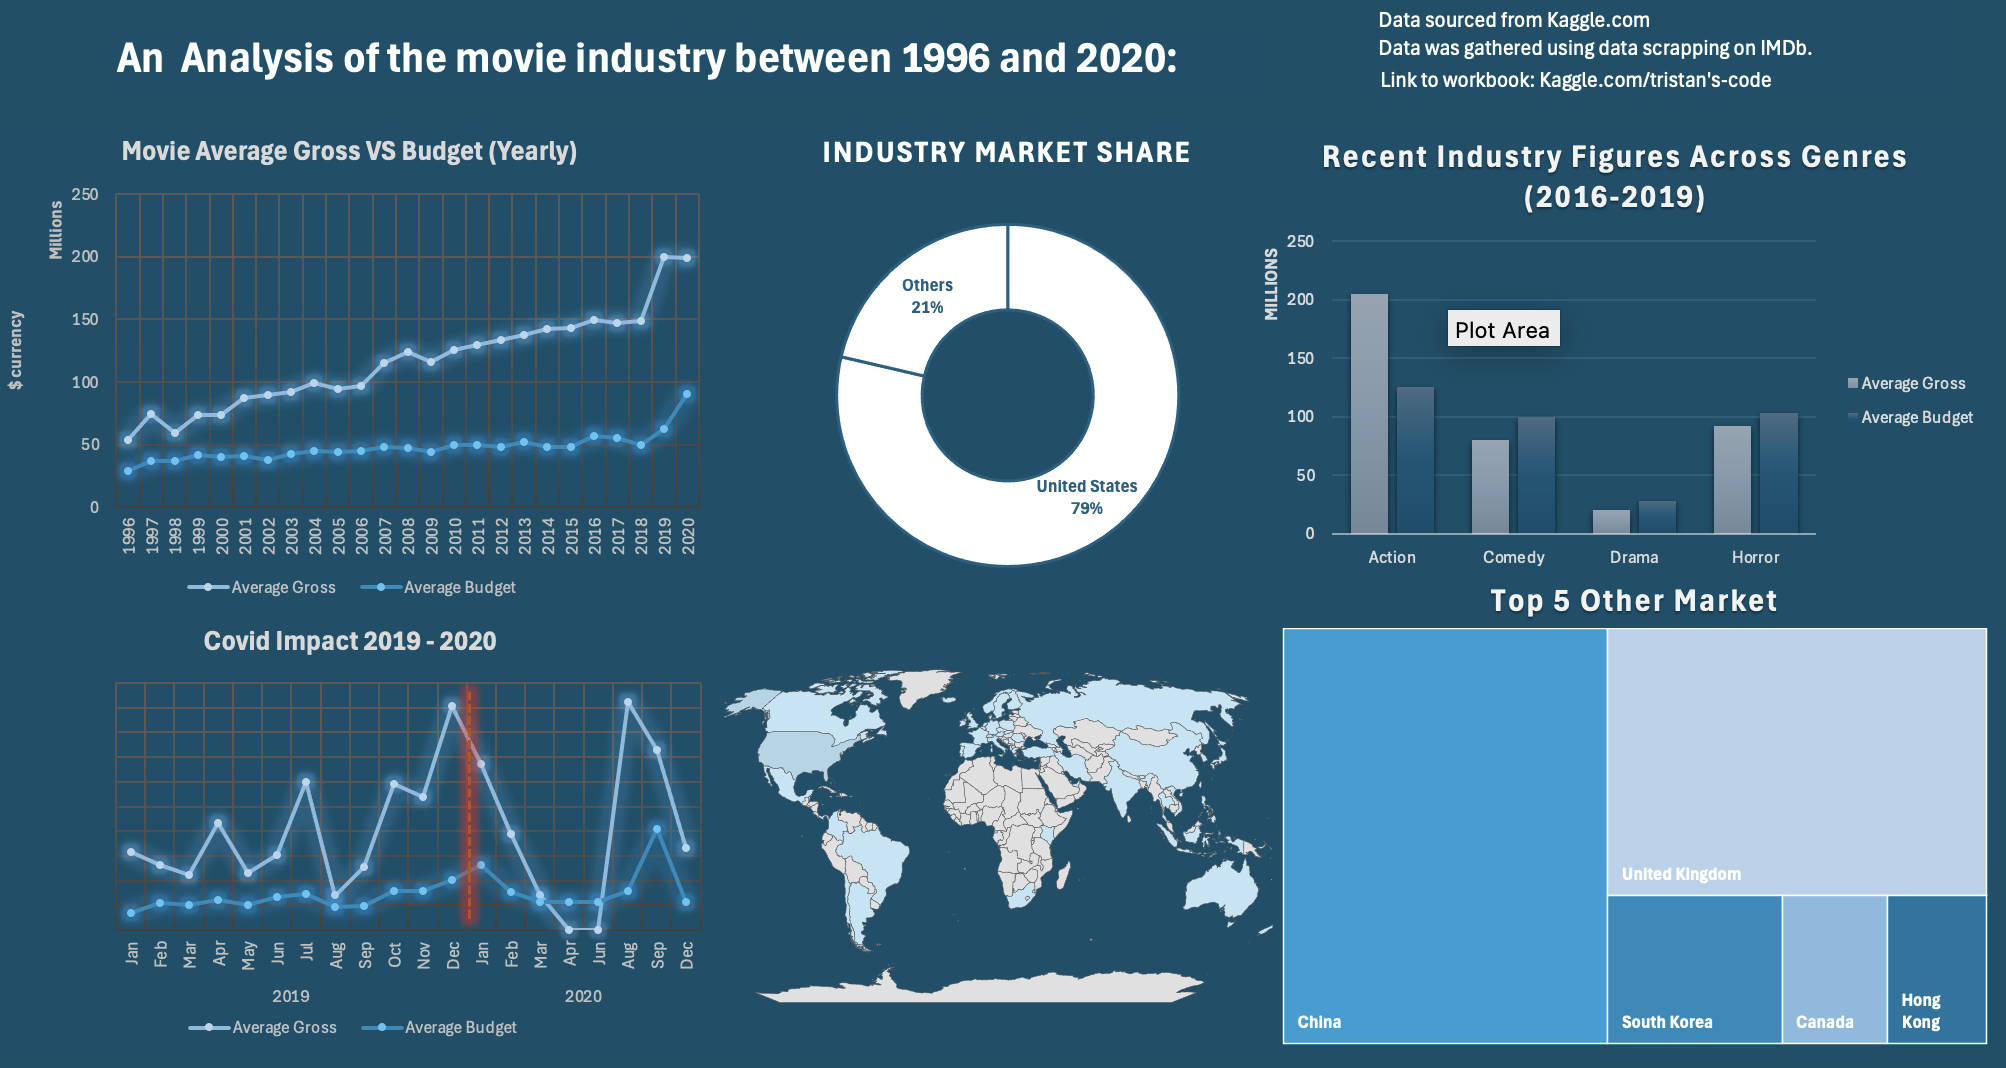 An  Analysis of the movie industry between 1996 and 2020:
Data sourced from Kaggle.com
Data was gathered using data scrapping on IMDb.
Link to workbook: Kaggle.com/tristan's-code
Movie Average Gross VS Budget (Yearly)
$ currency
Millions
250
200
150
100
50
0
1996 1997 1998 1999 2000 2001 2002 2003 2004 2005 2006 2007 2008 2009 2010 2011 2012 2013 2014 2015 2016 2017 2018 2019 2020
Average Gross Average Budget
INDUSTRY MARKET SHARE
Others
21%
United States
79%
Recent Industry Figures Across Genres
(2016-2019)
MILLIONS
250
200
150
100
50
0
Plot Area
Action Comedy Drama Horror
Average Gross
Average Budget
Covid Impact 2019 - 2020
Jan Feb Mar Apr May Jun Jul Aug Sep Oct Nov Dec Jan Feb Mar Apr Jun Aug Sep Dec
2019 2020
Average Gross Average Budget
Top 5 Other Market
China
United Kingdom
South Korea
Canada
Hong
Kong